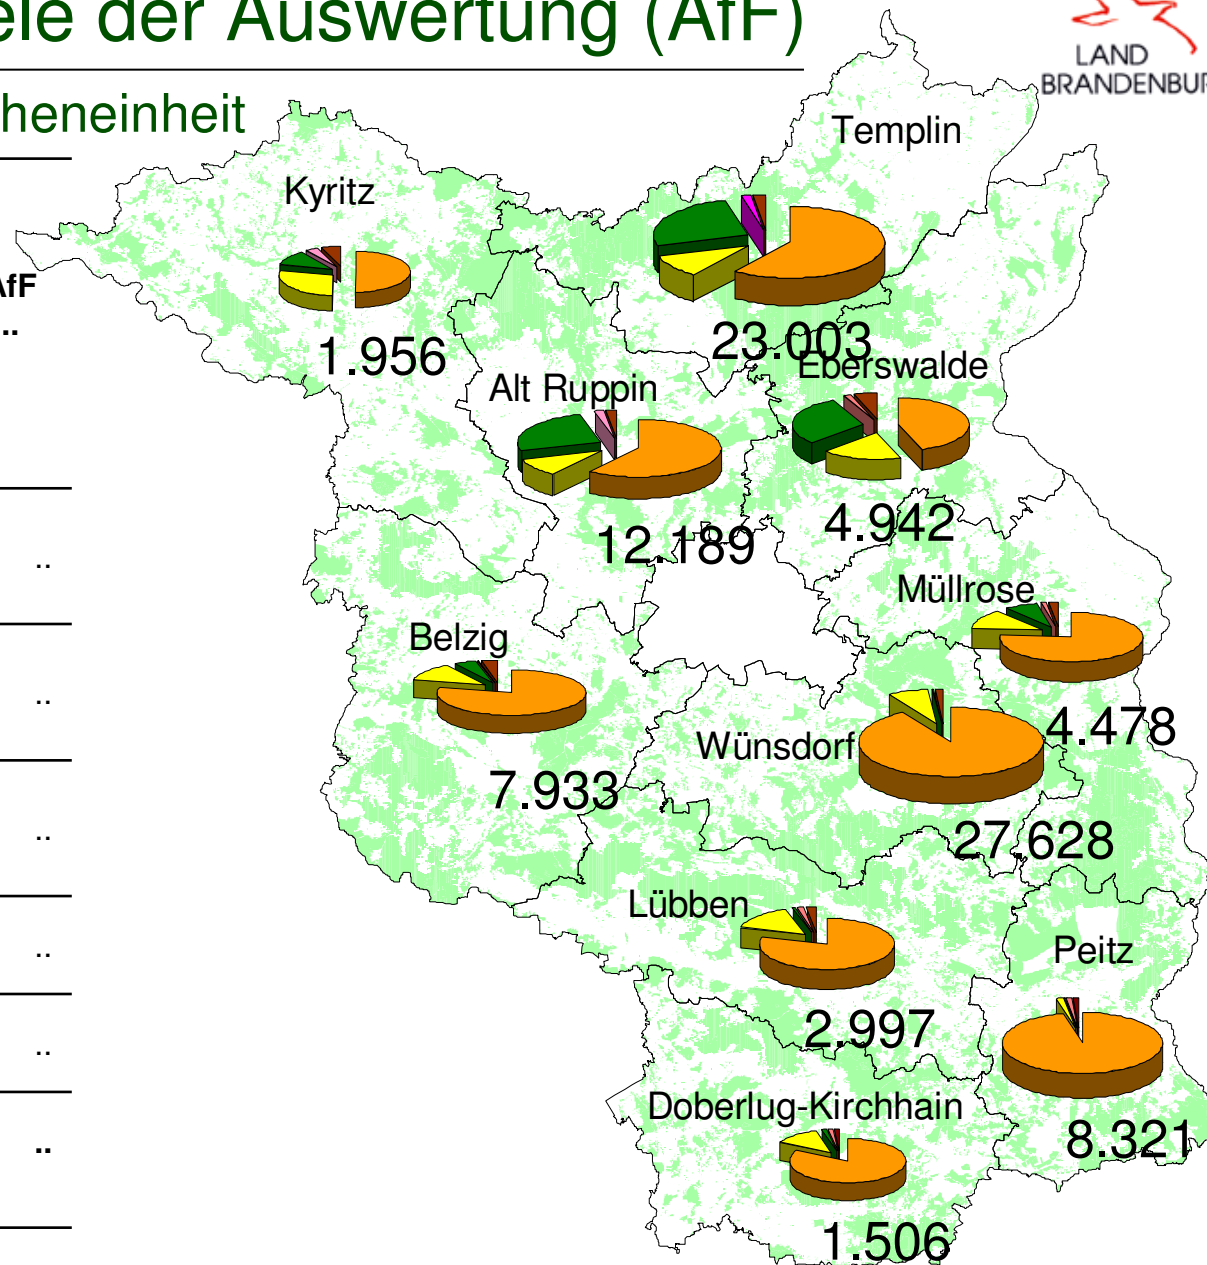 ele der Auswertung (AfF)
LAND
BRANDENBUR
heneinheit
Templin
Kyritz
AfF
..
23.003
1.956
Eberswalde
Alt Ruppin
4.942
12.189
..
Müllrose
Belzig
..
4.478
Wünsdorf
7.933
..
27.628
Lübben
..
Peitz
2.997
..
Doberlug-Kirchhain
..
8.321
1.506